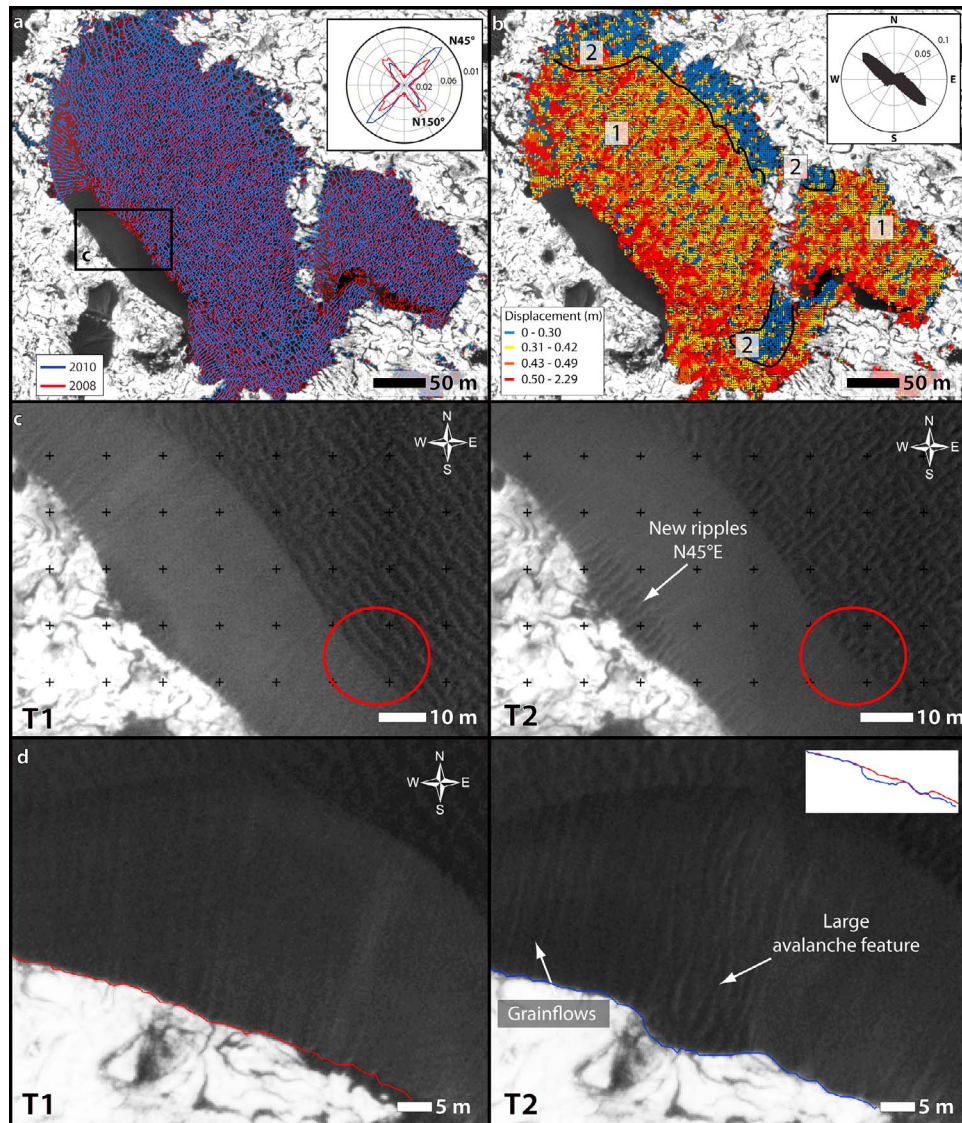 a
N45°
0.01
0.06
0.02
N150°
c
2010
2008
50 m
b
N
0.1
0.05
W
E
S
2
1
2
1
2
Displacement (m)
0 - 0.30
0.31 - 0.42
0.43 - 0.49
0.50 - 2.29
50 m
c
N
W
E
S
T1
10 m
N
W
E
S
New ripples
N45°E
T2
10 m
d
N
W
E
S
T1
5 m
Large
avalanche feature
Grainflows
T2
5 m